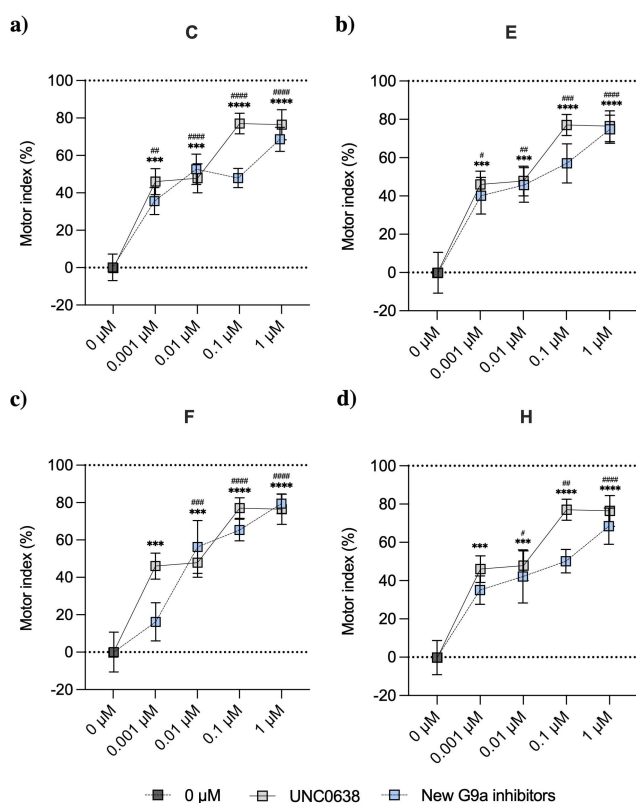 a)
C
Motor index (%)
100
80
60
40
20
0
-20
##
***
####
***
####
****
####
****
0 µM
0.001 µM
0.01 µM
0.1 µM
1 µM
b)
E
Motor index (%)
100
80
60
40
20
0
-20
#
***
##
***
###
****
####
****
0 µM
0.001 µM
0.01 µM
0.1 µM
1 µM
c)
F
Motor index (%)
100
80
60
40
20
0
-20
***
###
***
####
****
####
****
0 µM
0.001 µM
0.01 µM
0.1 µM
1 µM
d)
H
Motor index (%)
100
80
60
40
20
0
-20
***
#
***
##
****
####
****
0 µM
0.001 µM
0.01 µM
0.1 µM
1 µM
0 µM UNC0638 New G9a inhibitors